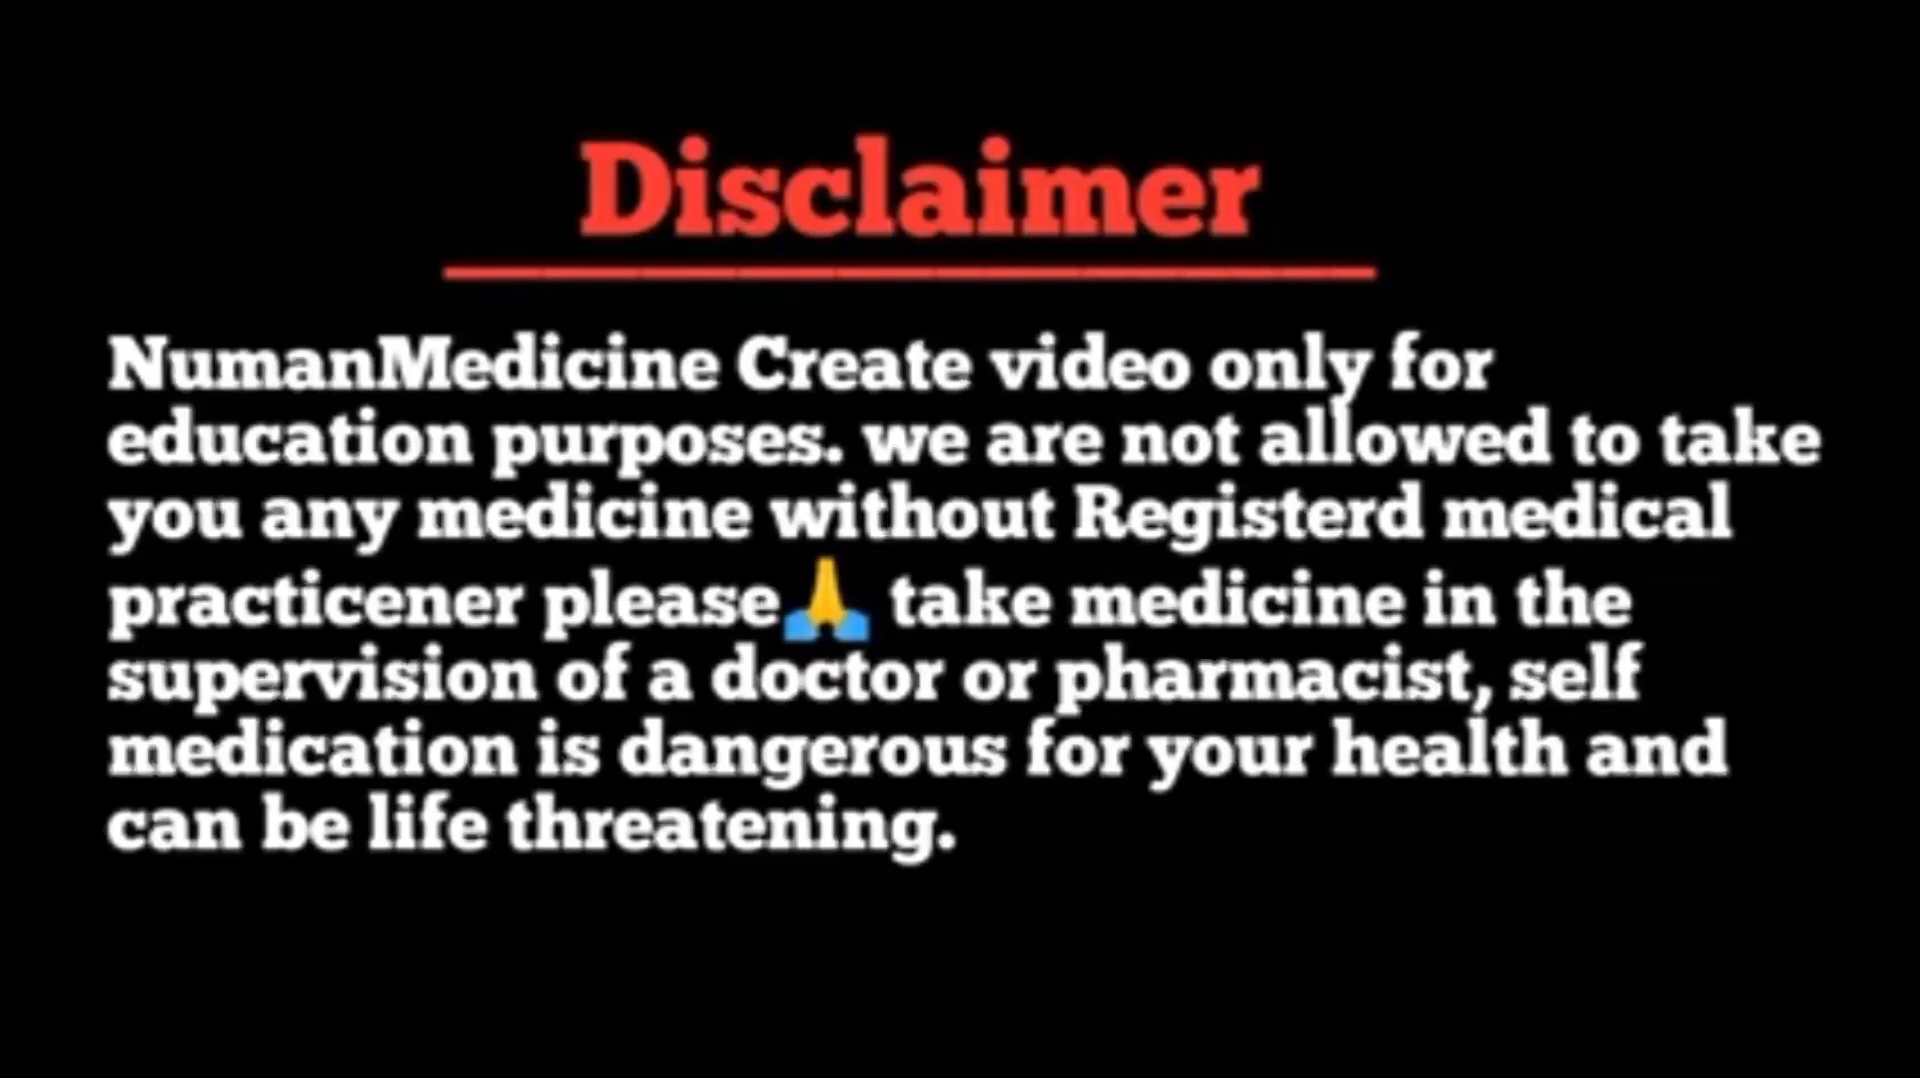 Disclaimer
NumanMedicine Create video only for
education purposes. we are not allowed to take
you any medicine without Registerd medical
practicener please🙏 take medicine in the
supervision of a doctor or pharmacist, self
medication is dangerous for your health and
can be life threatening.